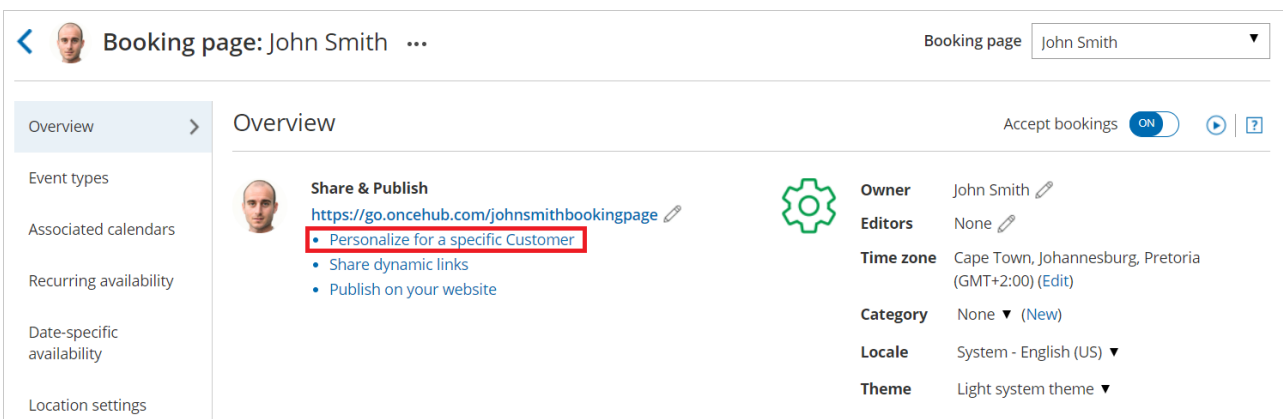 Booking page: John Smith ...
Booking page John Smith
Overview
Event types
Associated calendars
Recurring availability
Date-specific
availability
Location settings
Overview
Accept bookings ON
?
Share & Publish
https://go.oncehub.com/johnsmithbookingpage
• Personalize for a specific Customer
• Share dynamic links
• Publish on your website
Owner John Smith
Editors None
Time zone Cape Town, Johannesburg, Pretoria
(GMT+2:00) (Edit)
Category None ▼ (New)
Locale System - English (US) ▼
Theme Light system theme ▼